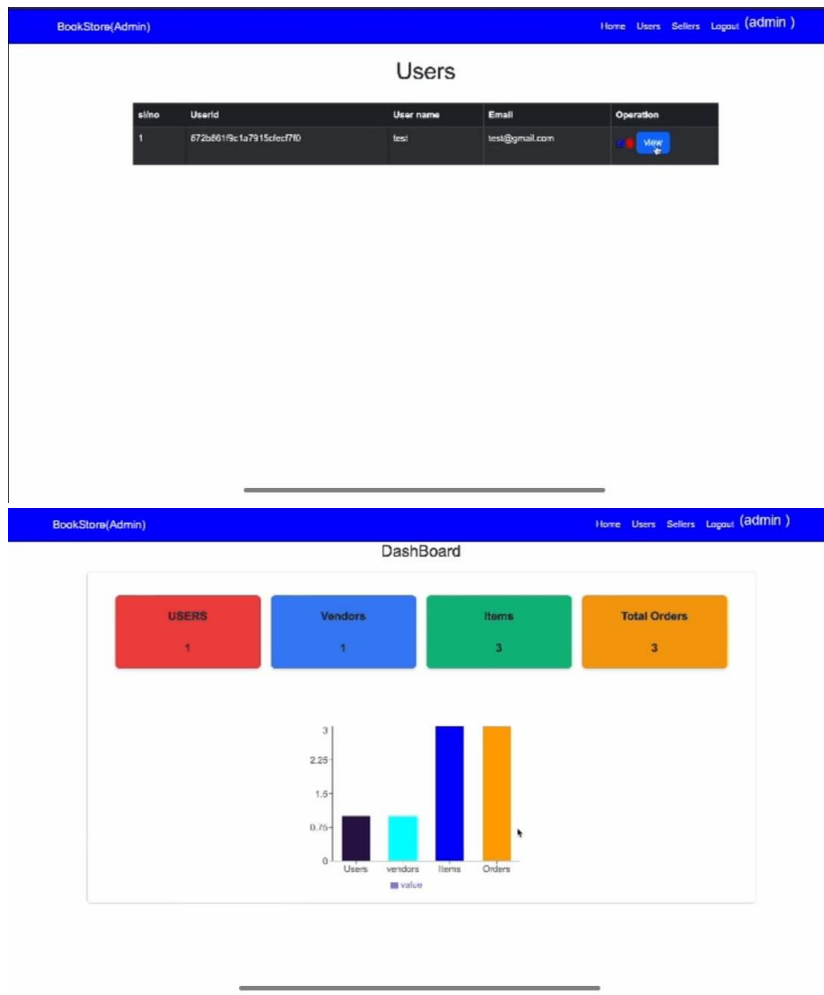 BookStore(Admin) Home Users Sellers Logout (admin )
Users
sl/no Userid User name Email Operation
1 test test@gmail.com view
BookStore(Admin) Home Users Sellers Logout (admin )
DashBoard
USERS Vendors Items Total Orders
1 1 3 3
3
2.25
1.5
0.75
0
Users vendors Items Orders
value